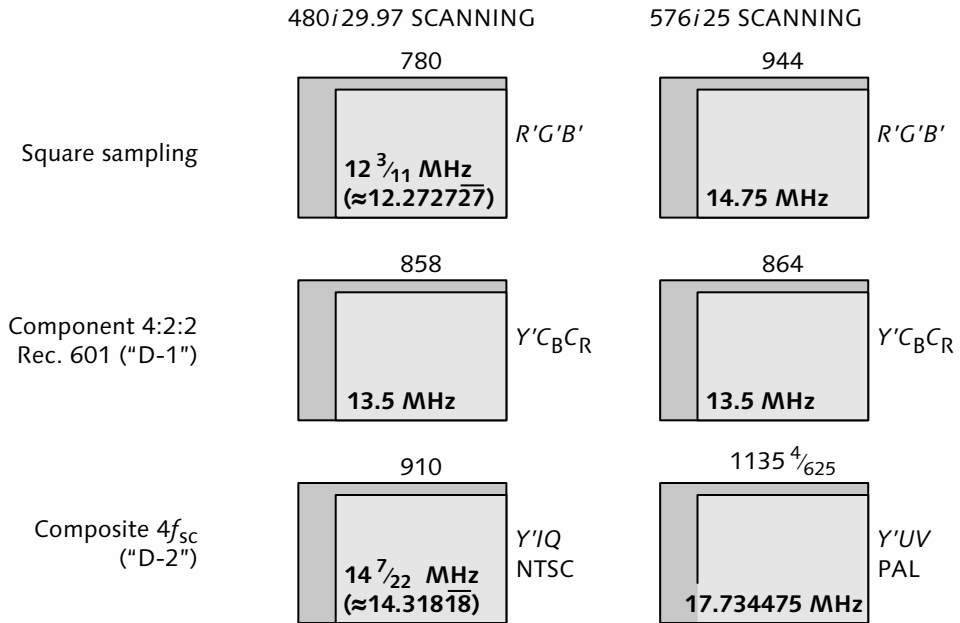 480i29.97 SCANNING 576i25 SCANNING
780 944
Square sampling
R'G'B' R'G'B'
12 3⁄11 MHz
(≈12.272727̅) 14.75 MHz
858 864
Component 4:2:2
Rec. 601 (“D-1”)
Y'CBCR Y'CBCR
13.5 MHz 13.5 MHz
910 1135 4⁄625
Composite 4fsc
(“D-2”)
Y'IQ Y'UV
NTSC PAL
14 7⁄22 MHz
(≈14.31818̅) 17.734475 MHz